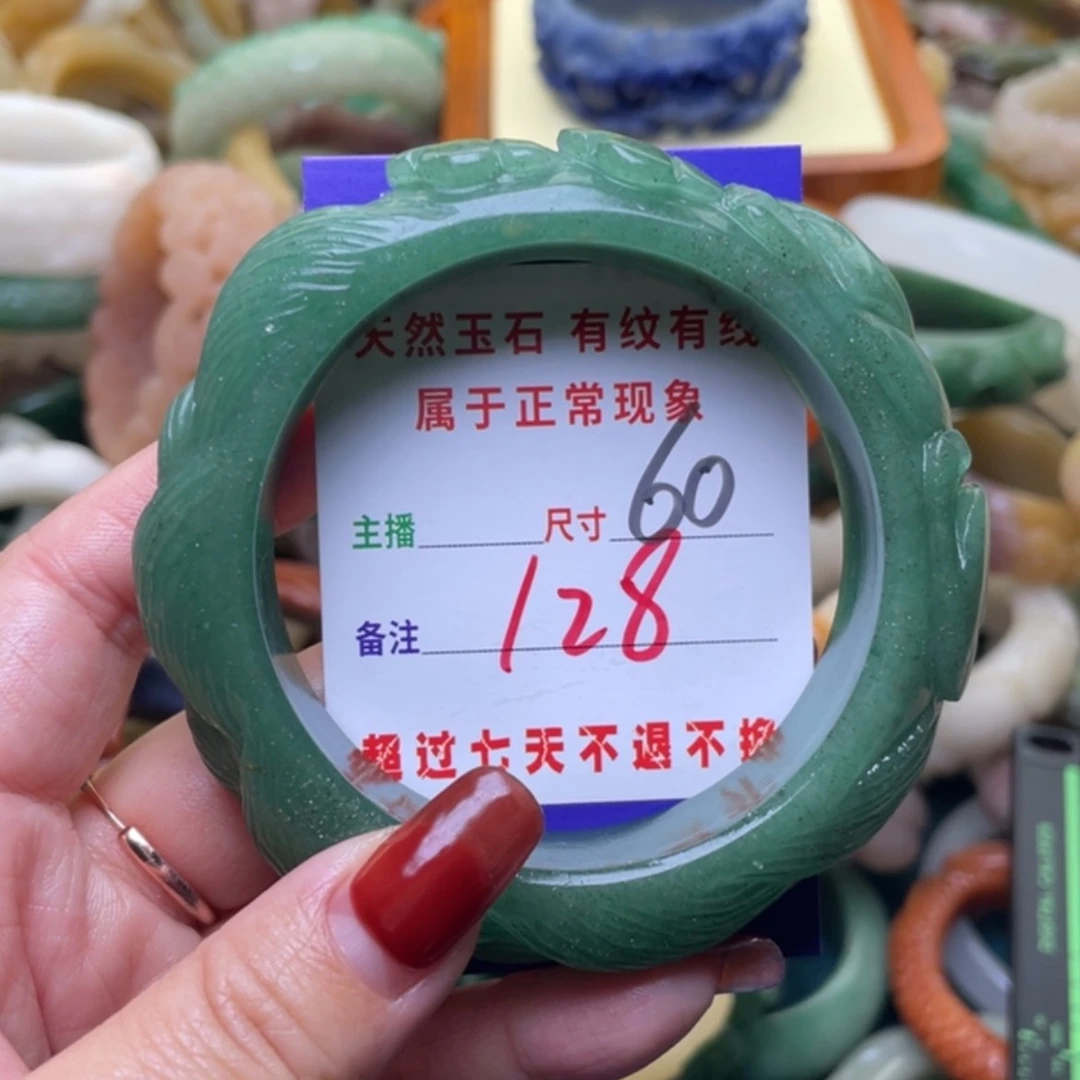 天然玉石 有纹有线
属于正常现象
主播 尺寸 60
备注 128
超过七天不退不换